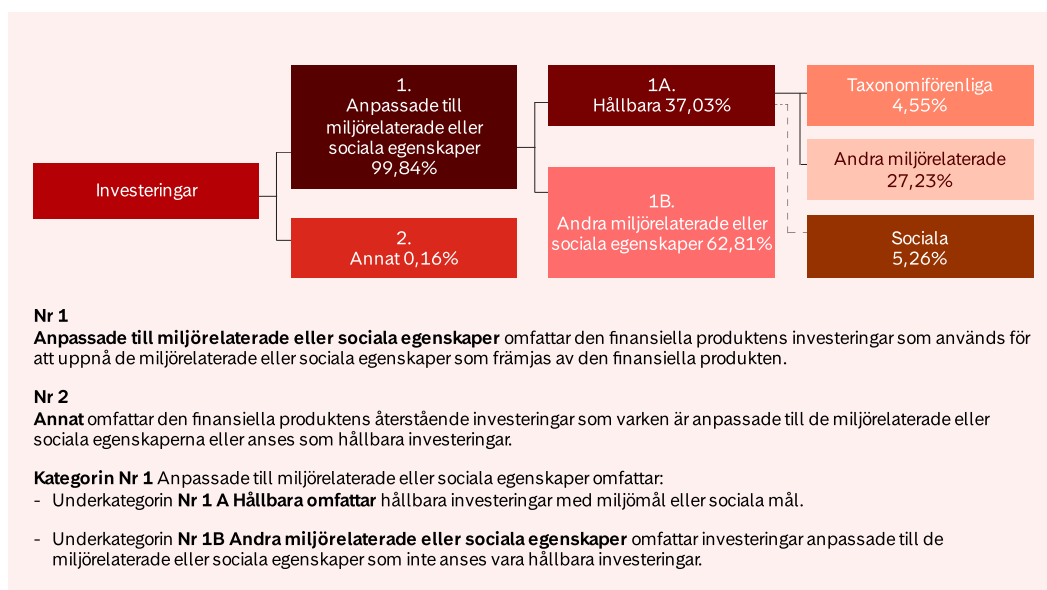 Investeringar
1.
Anpassade till
miljörelaterade eller
sociala egenskaper
99,84%
2.
Annat 0,16%
1A.
Hållbara 37,03%
1B.
Andra miljörelaterade eller
sociala egenskaper 62,81%
Taxonomiförenliga
4,55%
Andra miljörelaterade
27,23%
Sociala
5,26%
Nr 1
Anpassade till miljörelaterade eller sociala egenskaper omfattar den finansiella produktens investeringar som används för
att uppnå de miljörelaterade eller sociala egenskaper som främjas av den finansiella produkten.
Nr 2
Annat omfattar den finansiella produktens återstående investeringar som varken är anpassade till de miljörelaterade eller
sociala egenskaperna eller anses som hållbara investeringar.
Kategorin Nr 1 Anpassade till miljörelaterade eller sociala egenskaper omfattar:
- Underkategorin Nr 1 A Hållbara omfattar hållbara investeringar med miljömål eller sociala mål.
- Underkategorin Nr 1B Andra miljörelaterade eller sociala egenskaper omfattar investeringar anpassade till de
miljörelaterade eller sociala egenskaper som inte anses vara hållbara investeringar.